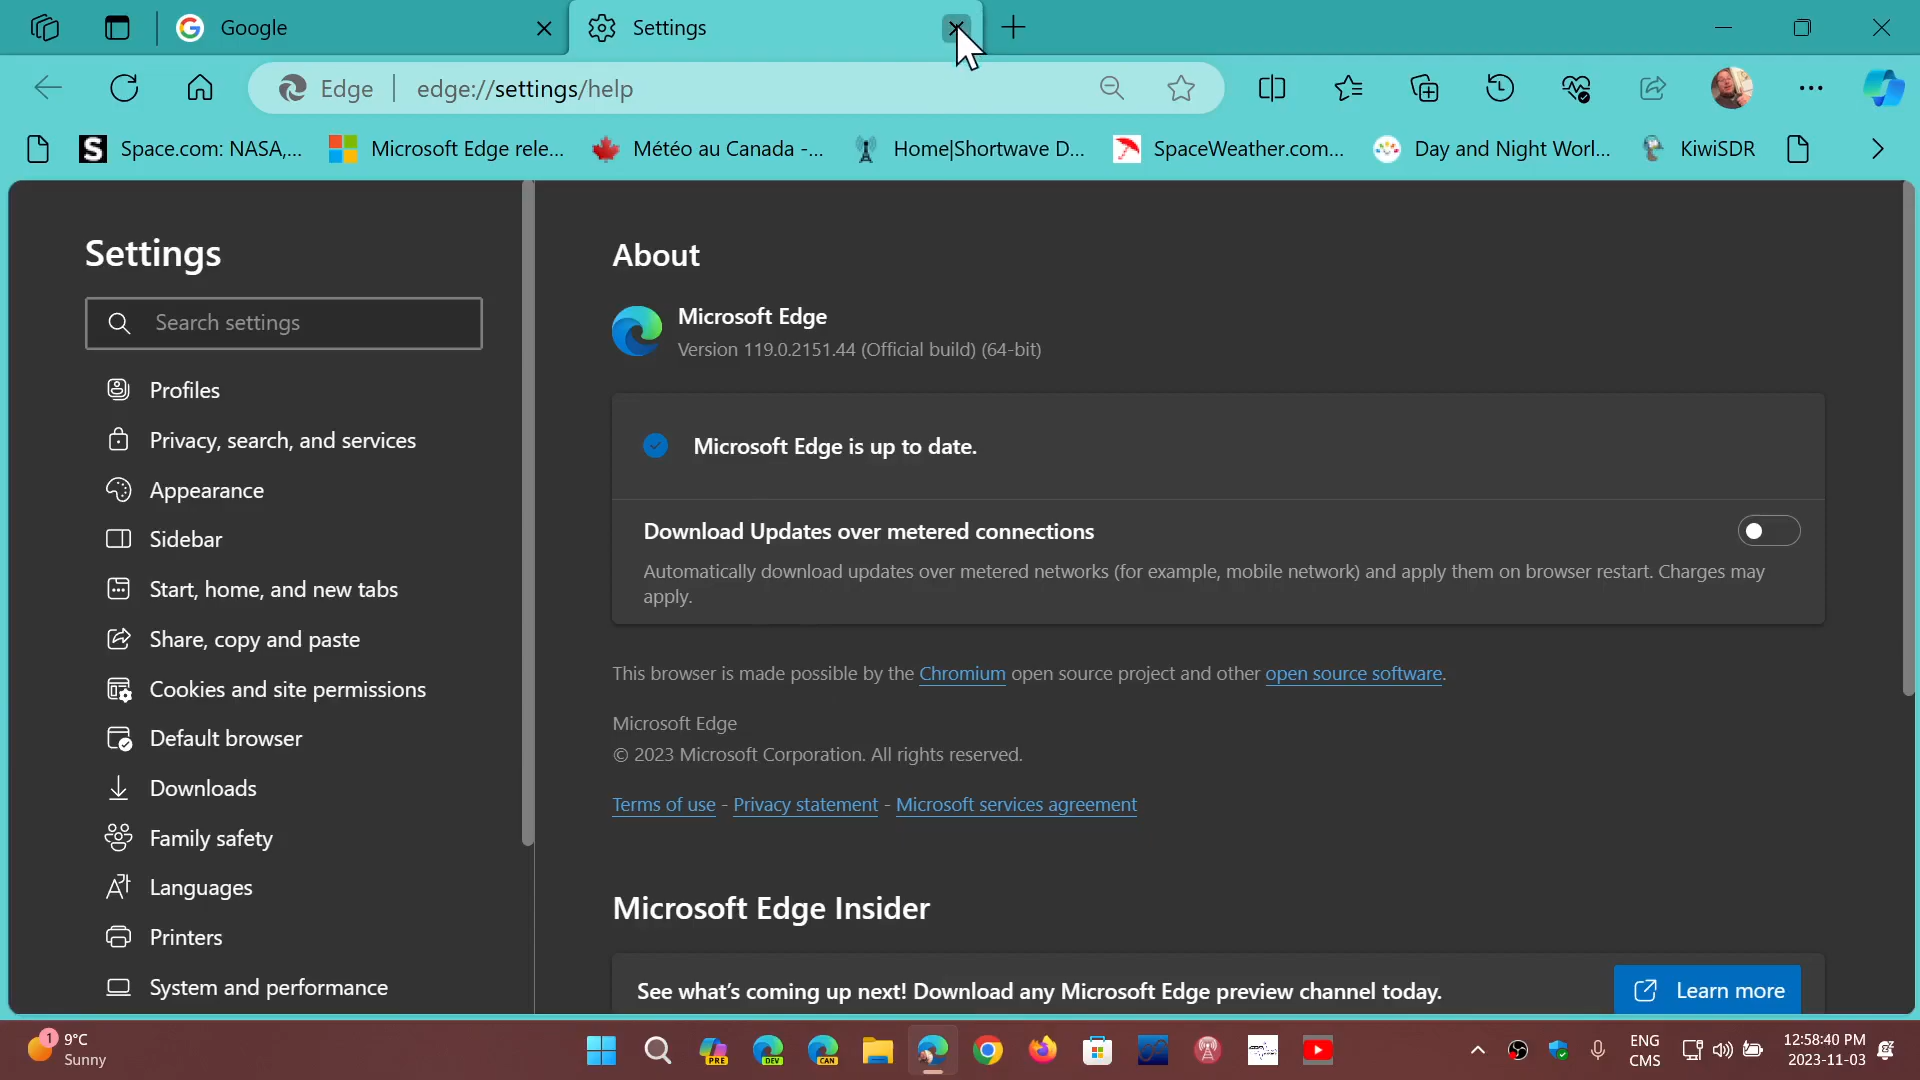 Google
Settings
Edge
edge://settings/help
Space.com: NASA,...
Microsoft Edge rele...
Météo au Canada -...
Home|Shortwave D...
SpaceWeather.com...
Day and Night Worl...
KiwiSDR
Settings
Search settings
Profiles
Privacy, search, and services
Appearance
Sidebar
Start, home, and new tabs
Share, copy and paste
Cookies and site permissions
Default browser
Downloads
Family safety
Languages
Printers
System and performance
About
Microsoft Edge
Version 119.0.2151.44 (Official build) (64-bit)
Microsoft Edge is up to date.
Download Updates over metered connections
Automatically download updates over metered networks (for example, mobile network) and apply them on browser restart. Charges may
apply.
This browser is made possible by the Chromium open source project and other open source software.
Microsoft Edge
© 2023 Microsoft Corporation. All rights reserved.
Terms of use - Privacy statement - Microsoft services agreement
Microsoft Edge Insider
See what's coming up next! Download any Microsoft Edge preview channel today.
Learn more
1
9°C
Sunny
PRE
DEV
CAN
ENG
CMS
12:58:40 PM
2023-11-03